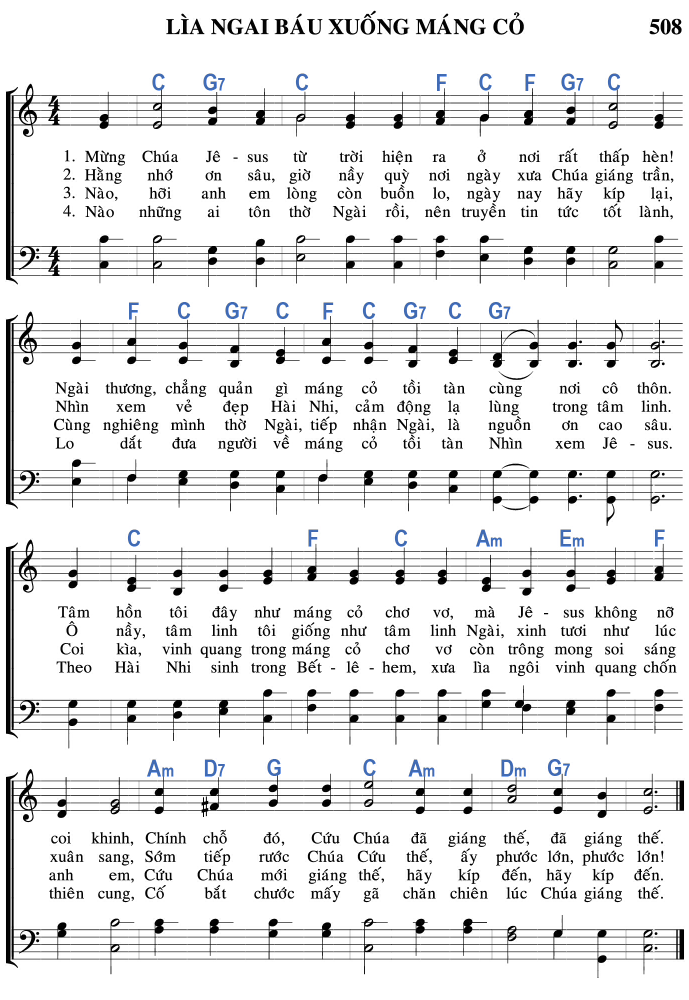 LÌA NGAI BÁU XUỐNG MÁNG CỎ 508
C G7 C F C F G7 C
4 4
1. Mừng Chúa Jê - sus từ trời hiện ra ở nơi rất thấp hèn!
2. Hằng nhớ ơn sâu, giờ nầy quỳ nơi ngày xưa Chúa giáng trần,
3. Nào, hỡi anh em lòng còn buồn lo, ngày nay hãy kíp lại,
4. Nào những ai tôn thờ Ngài rồi, nên truyền tin tức tốt lành,
4 4
F C G7 C F C G7 C G7
Ngài thương, chẳng quản gì máng cỏ tồi tàn cùng nơi cô thôn.
Nhìn xem vẻ đẹp Hài Nhi, cảm động lạ lùng trong tâm linh.
Cùng nghiêng mình thờ Ngài, tiếp nhận Ngài, là nguồn ơn cao sâu.
Lo dắt đưa người về máng cỏ tồi tàn Nhìn xem Jê - sus.
C F C Am Em F
Tâm hồn tôi đây như máng cỏ chơ vơ, mà Jê - sus không nỡ
Ô nầy, tâm linh tôi giống như tâm linh Ngài, xinh tươi như lúc
Coi kìa, vinh quang trong máng cỏ chơ vơ còn trông mong soi sáng
Theo Hài Nhi sinh trong Bết - lê - hem, xưa lìa ngôi vinh quang chốn
Am D7 G C Am Dm G7
coi khinh, Chính chỗ đó, Cứu Chúa đã giáng thế, đã giáng thế.
xuân sang, Sớm tiếp rước Chúa Cứu thế, ấy phước lớn, phước lớn!
anh em, Cứu Chúa mới giáng thế, hãy kíp đến, hãy kíp đến.
thiên cung, Cố bắt chước mấy gã chăn chiên lúc Chúa giáng thế.